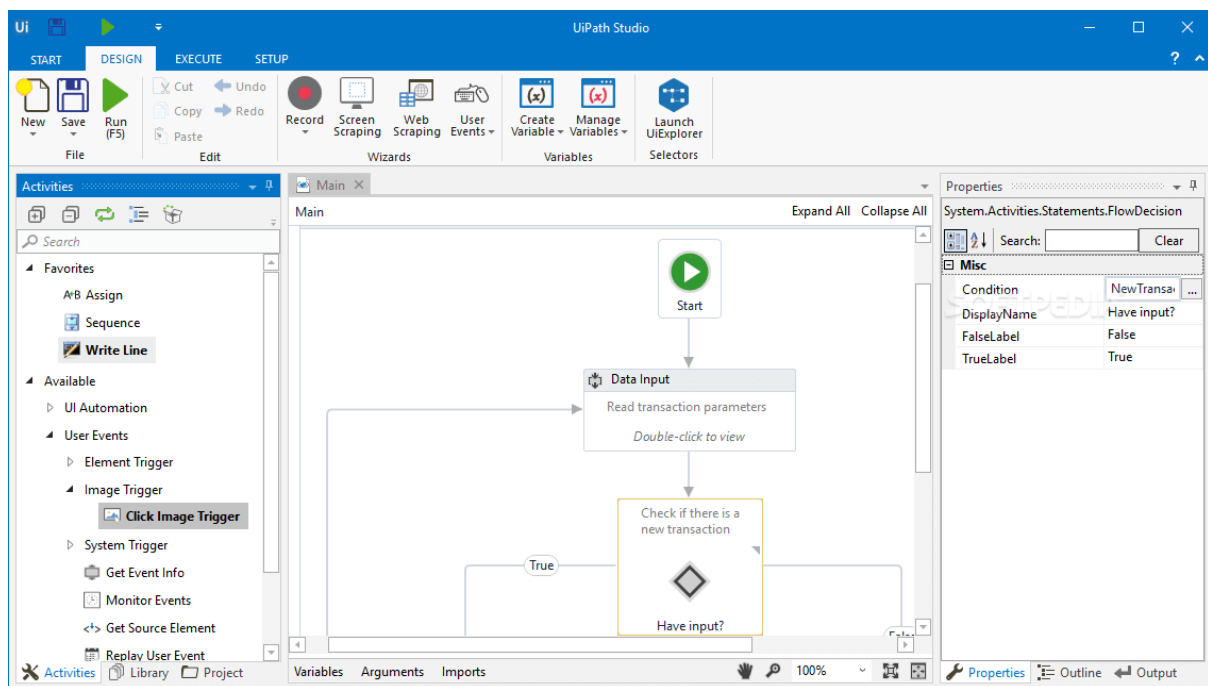 Ui
UiPath Studio
START DESIGN EXECUTE SETUP
?
New Save Run (F5)
File
Cut Undo
Copy Redo
Paste
Edit
Record Screen Scraping Web Scraping User Events
Wizards
Create Variable Manage Variables
Variables
Launch UiExplorer
Selectors
Activities
Search
Favorites
A+B Assign
Sequence
Write Line
Available
UI Automation
User Events
Element Trigger
Image Trigger
Click Image Trigger
System Trigger
Get Event Info
Monitor Events
Get Source Element
Replay User Event
Activities Library Project
Main
Main Expand All Collapse All
Start
Data Input
Read transaction parameters
Double-click to view
Check if there is a
new transaction
True
Have input?
Variables Arguments Imports 100%
Properties
System.Activities.Statements.FlowDecision
Search: Clear
Misc
Condition NewTransa ...
DisplayName Have input?
FalseLabel False
TrueLabel True
SOFTPEDIA
Properties Outline Output